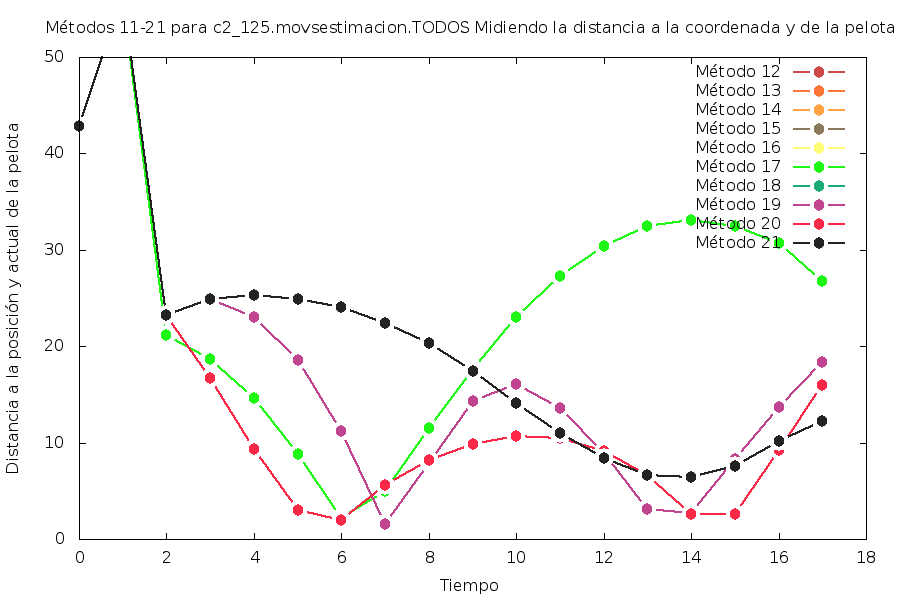 Métodos 11-21 para c2_125.movsestimacion.TODOS Midiendo la distancia a la coordenada y de la pelota
Distancia a la posición y actual de la pelota
50
40
30
20
10
0
Método 12
Método 13
Método 14
Método 15
Método 16
Método 17
Método 18
Método 19
Método 20
Método 21
0 2 4 6 8 10 12 14 16 18
Tiempo